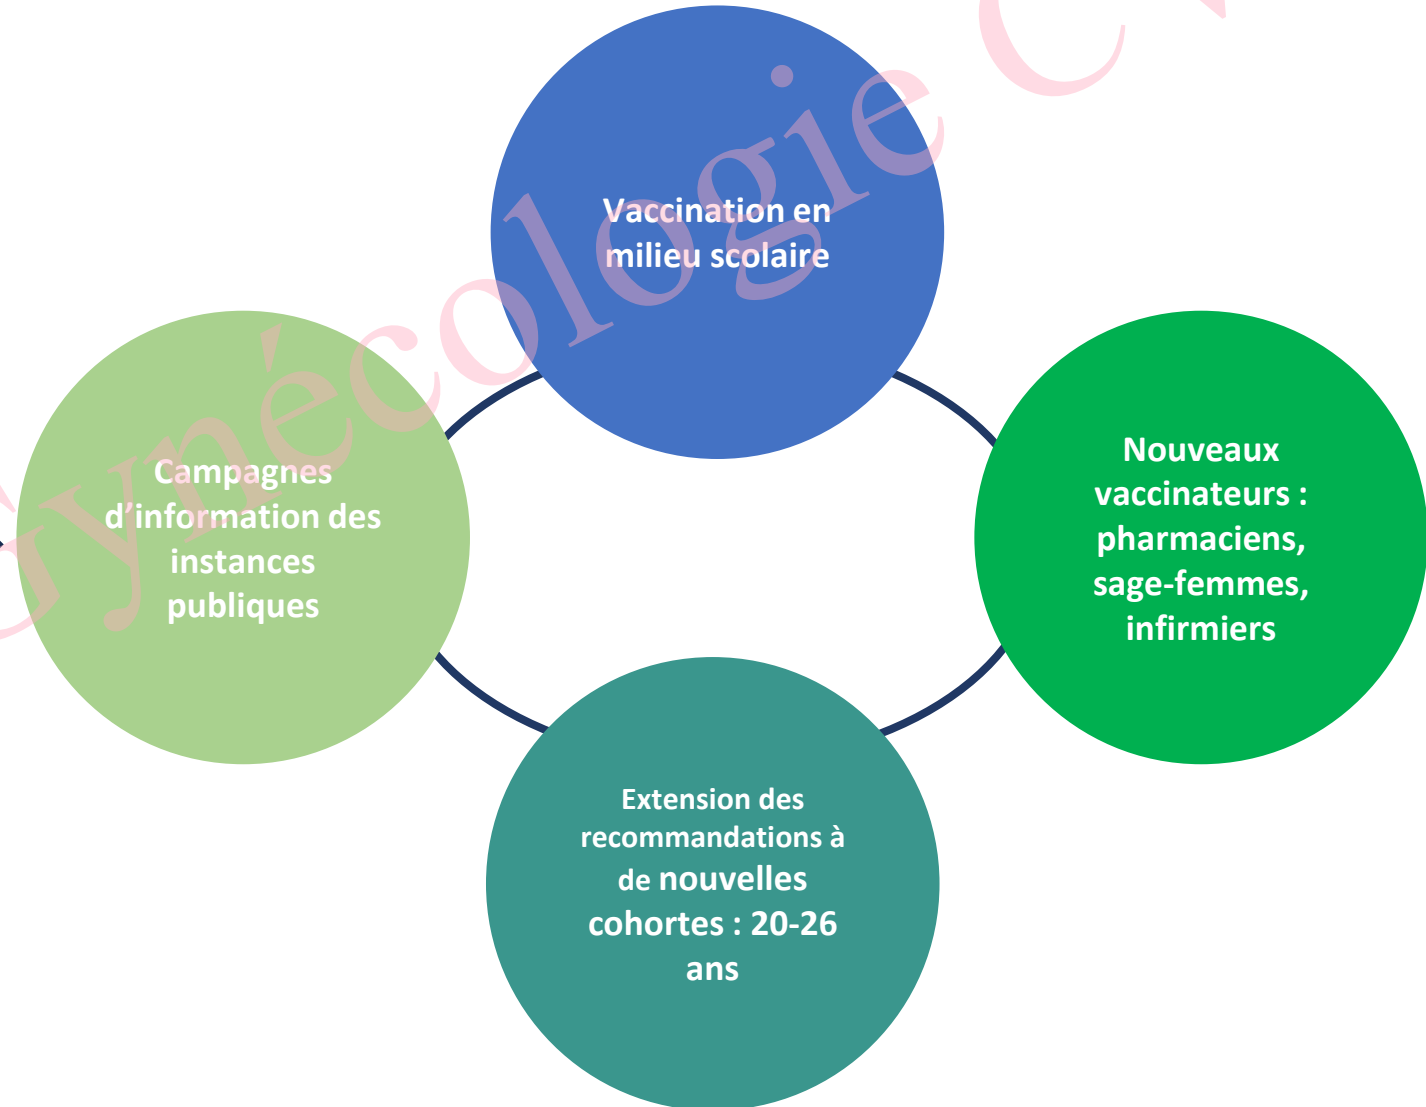 Vaccination en
milieu scolaire
Nouveaux
vaccinateurs :
pharmaciens,
sage-femmes,
infirmiers
Extension des
recommandations à
de nouvelles
cohortes : 20-26
ans
Campagnes
d’information des
instances
publiques
Gynécologie CV